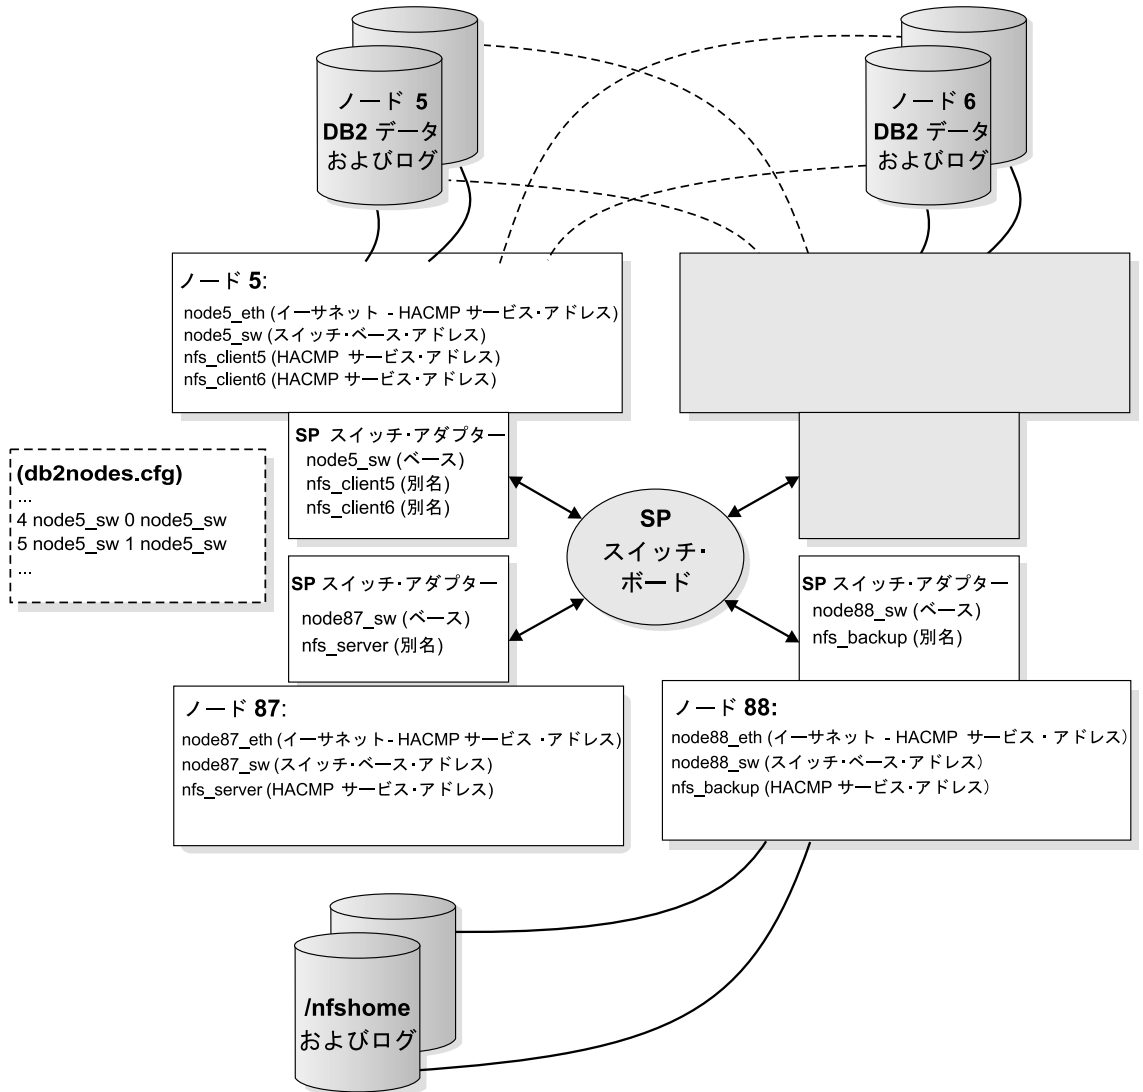 ノード 5
DB2 データ
およびログ
ノード 6
DB2 データ
およびログ
ノード 5:
node5_eth (イーサネット - HACMP サービス・アドレス)
node5_sw (スイッチ・ベース・アドレス)
nfs_client5 (HACMP サービス・アドレス)
nfs_client6 (HACMP サービス・アドレス)
SP スイッチ・アダプター
node5_sw (ベース)
nfs_client5 (別名)
nfs_client6 (別名)
(db2nodes.cfg)
...
4 node5_sw 0 node5_sw
5 node5_sw 1 node5_sw
...
SP
スイッチ・
ボード
SP スイッチ・アダプター
node87_sw (ベース)
nfs_server (別名)
SP スイッチ・アダプター
node88_sw (ベース)
nfs_backup (別名)
ノード 87:
node87_eth (イーサネット - HACMP サービス・アドレス)
node87_sw (スイッチ・ベース・アドレス)
nfs_server (HACMP サービス・アドレス)
ノード 88:
node88_eth (イーサネット - HACMP サービス・アドレス)
node88_sw (スイッチ・ベース・アドレス)
nfs_backup (HACMP サービス・アドレス)
/nfshome
およびログ